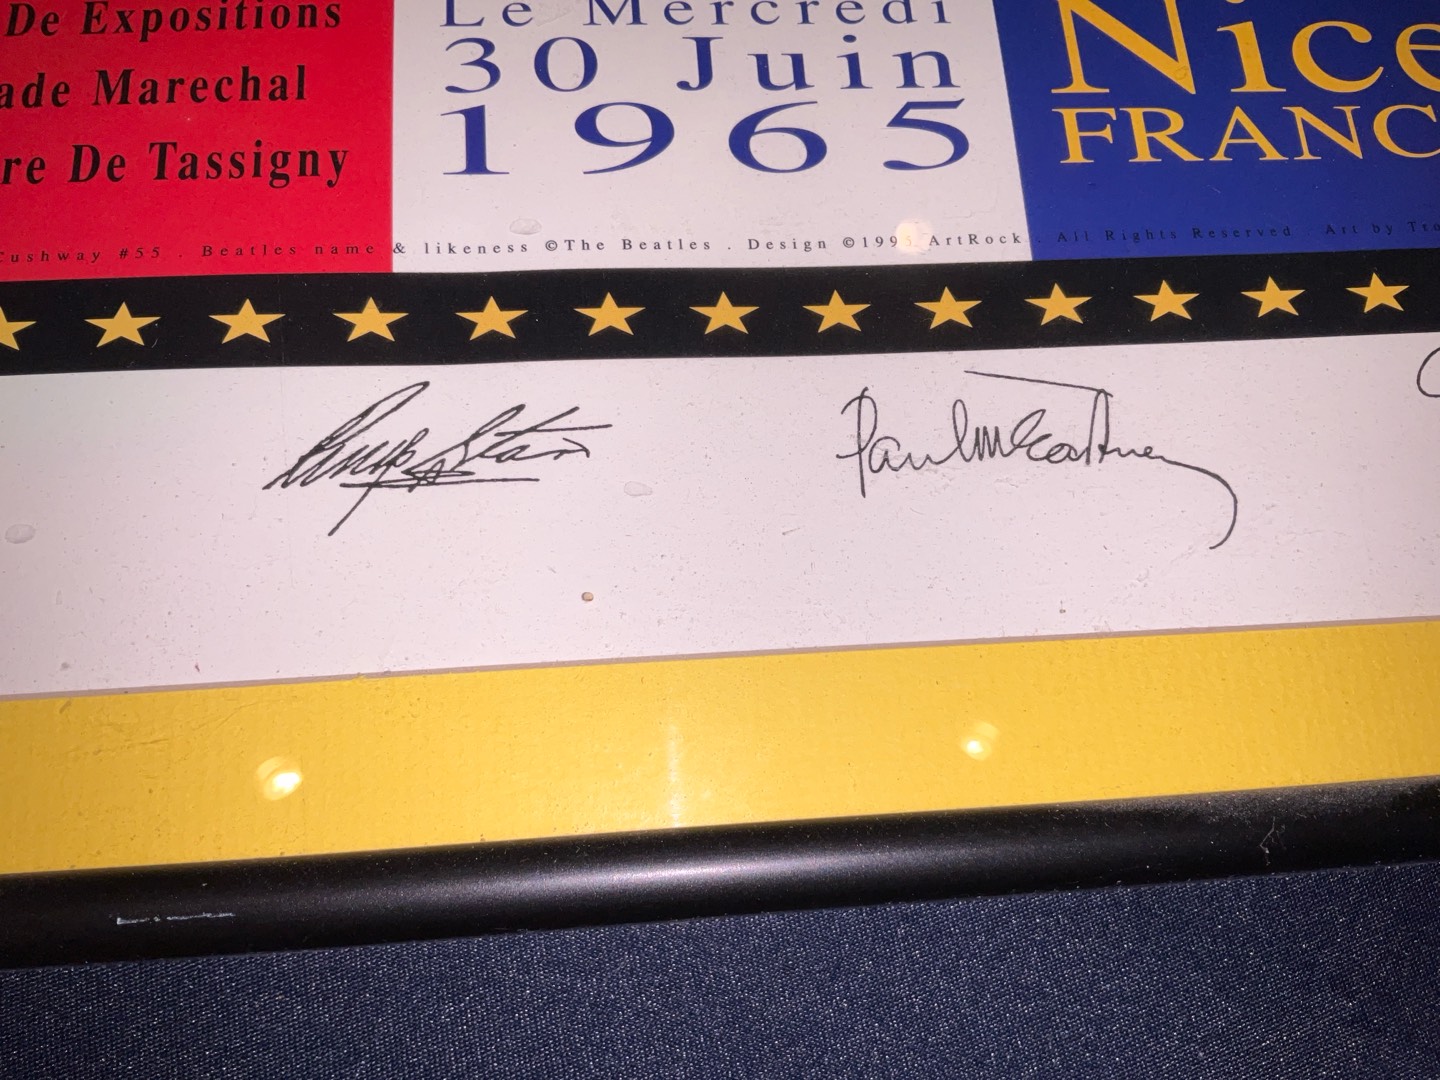 De Expositions
ade Marechal
re De Tassigny
Le Mercredi
30 Juin
1965
Nice
FRANC
Cushway #55 . Beatles name & likeness ©The Beatles . Design ©199 ArtRock . All Rights Reserved Art by Tro
Ringo Starr
Paul McCartney